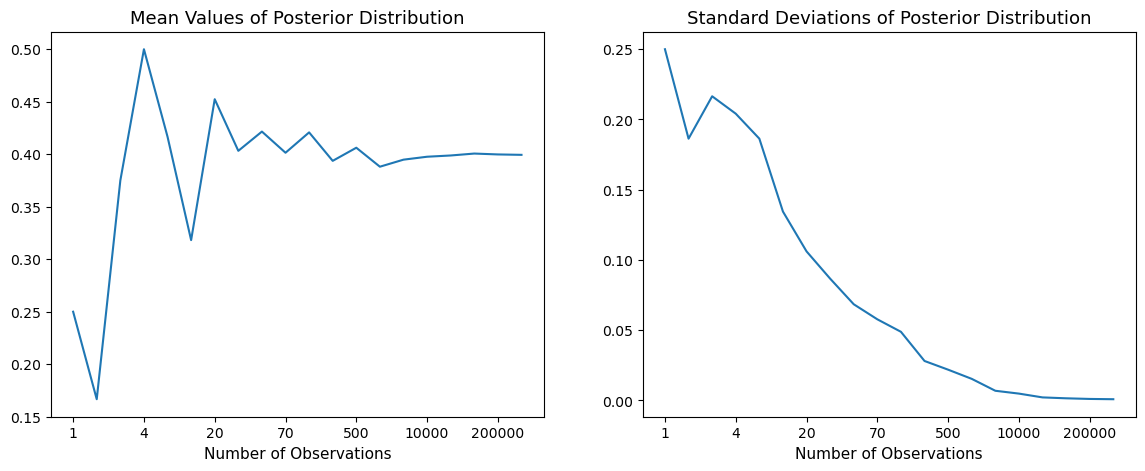 Mean Values of Posterior Distribution
0.50
0.45
0.40
0.35
0.30
0.25
0.20
0.15
1 4 20 70 500 10000 200000
Number of Observations
Standard Deviations of Posterior Distribution
0.25
0.20
0.15
0.10
0.05
0.00
1 4 20 70 500 10000 200000
Number of Observations